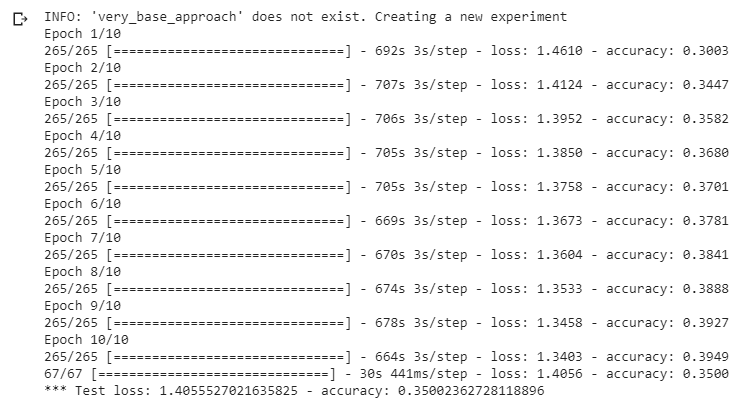 INFO: 'very_base_approach' does not exist. Creating a new experiment
Epoch 1/10
265/265 [==============================] - 692s 3s/step - loss: 1.4610 - accuracy: 0.3003
Epoch 2/10
265/265 [==============================] - 707s 3s/step - loss: 1.4124 - accuracy: 0.3447
Epoch 3/10
265/265 [==============================] - 706s 3s/step - loss: 1.3952 - accuracy: 0.3582
Epoch 4/10
265/265 [==============================] - 705s 3s/step - loss: 1.3850 - accuracy: 0.3680
Epoch 5/10
265/265 [==============================] - 705s 3s/step - loss: 1.3758 - accuracy: 0.3701
Epoch 6/10
265/265 [==============================] - 669s 3s/step - loss: 1.3673 - accuracy: 0.3781
Epoch 7/10
265/265 [==============================] - 670s 3s/step - loss: 1.3604 - accuracy: 0.3841
Epoch 8/10
265/265 [==============================] - 674s 3s/step - loss: 1.3533 - accuracy: 0.3888
Epoch 9/10
265/265 [==============================] - 678s 3s/step - loss: 1.3458 - accuracy: 0.3927
Epoch 10/10
265/265 [==============================] - 664s 3s/step - loss: 1.3403 - accuracy: 0.3949
67/67 [==============================] - 30s 441ms/step - loss: 1.4056 - accuracy: 0.3500
*** Test loss: 1.4055527021635825 - accuracy: 0.35002362728118896